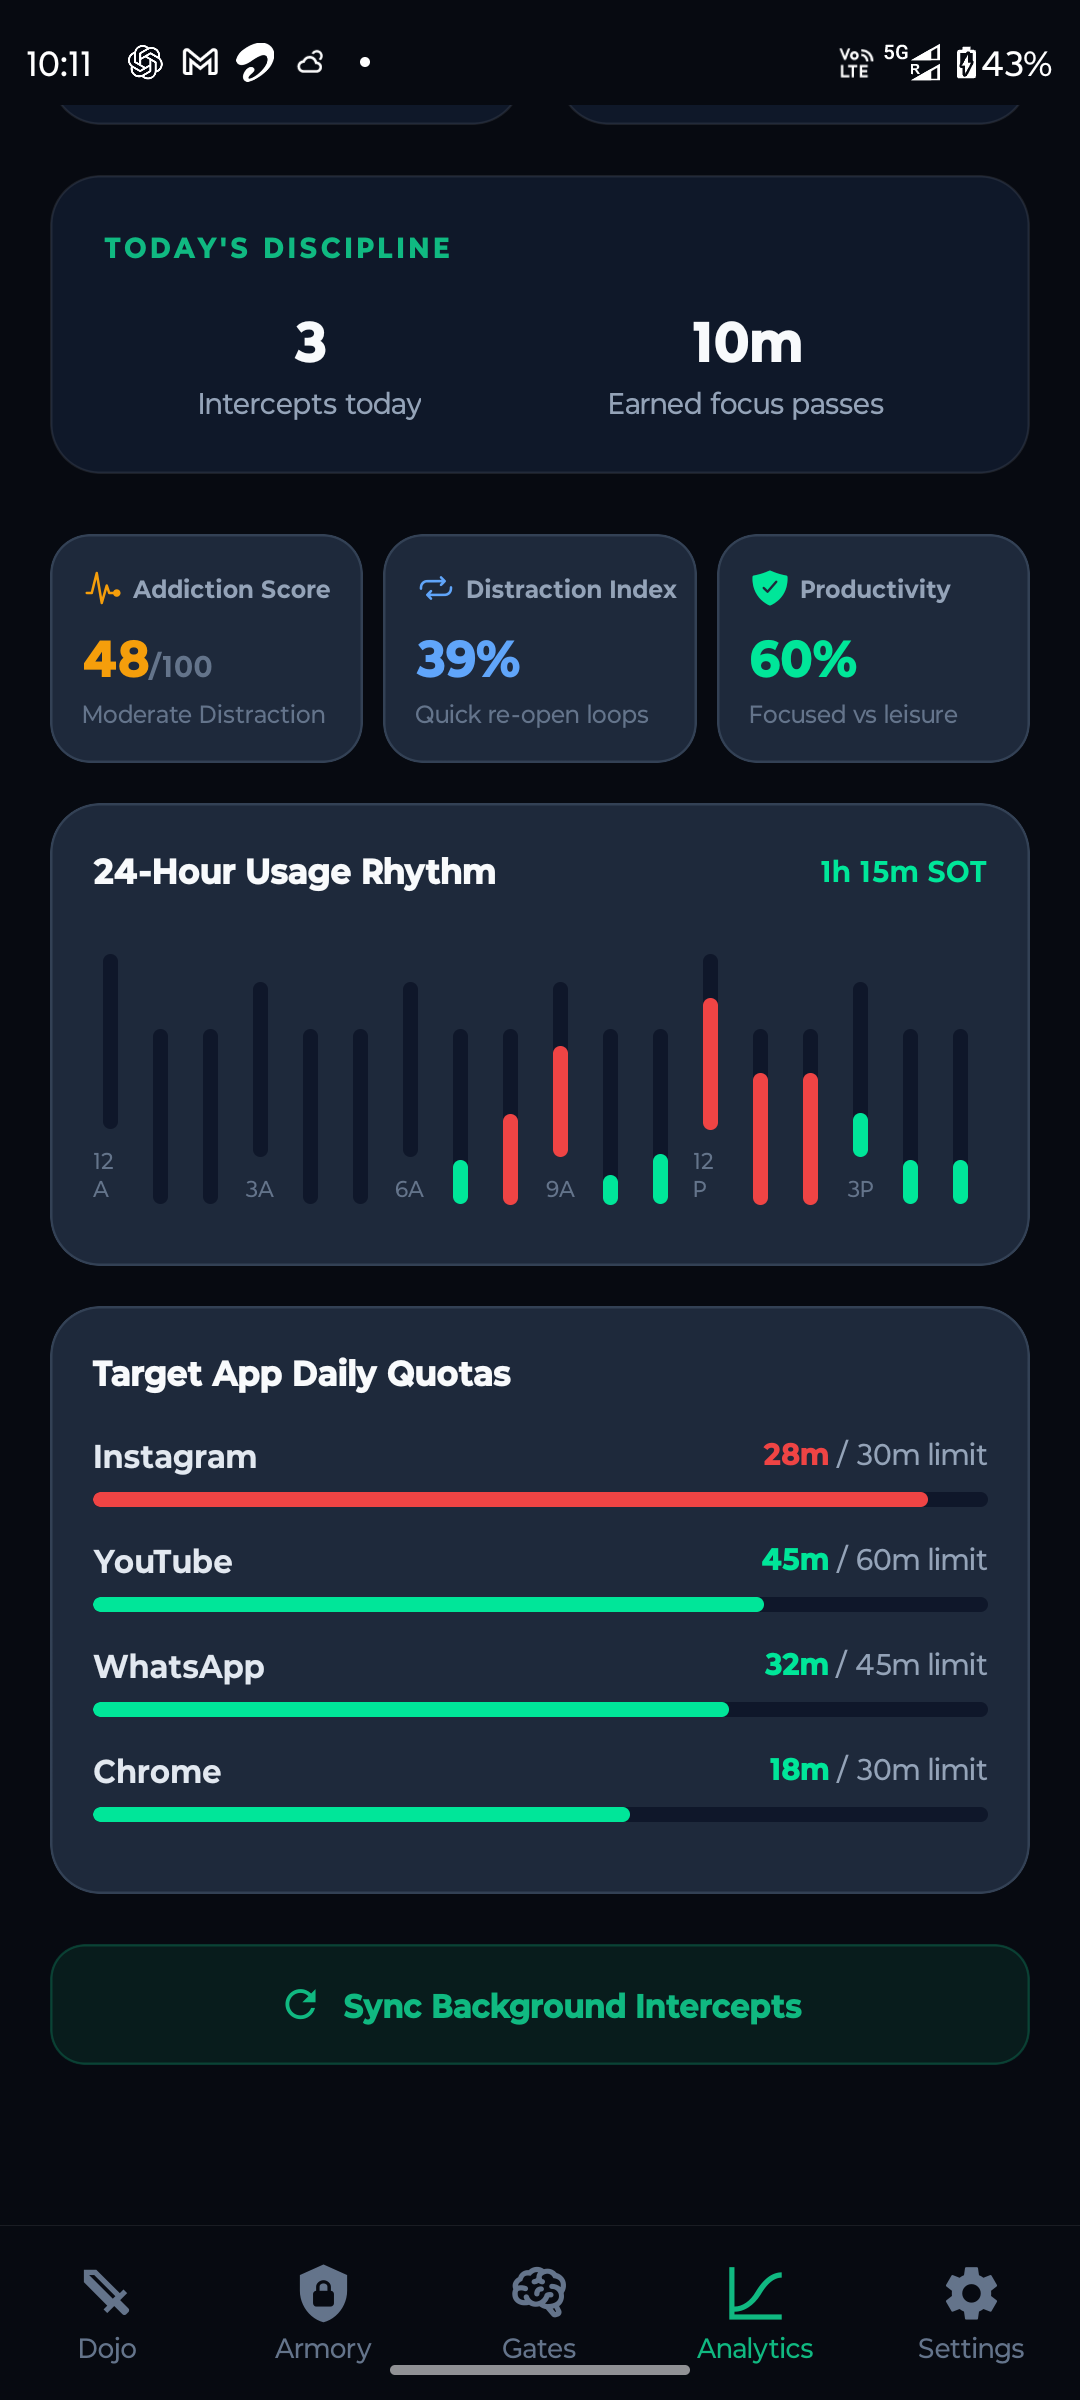 10:11
Vo LTE 5G R 43%
TODAY'S DISCIPLINE
3
Intercepts today
10m
Earned focus passes
Addiction Score
48/100
Moderate Distraction
Distraction Index
39%
Quick re-open loops
Productivity
60%
Focused vs leisure
24-Hour Usage Rhythm
1h 15m SOT
12
A
3A
6A
9A
12
P
3P
Target App Daily Quotas
Instagram
28m / 30m limit
YouTube
45m / 60m limit
WhatsApp
32m / 45m limit
Chrome
18m / 30m limit
Sync Background Intercepts
Dojo
Armory
Gates
Analytics
Settings